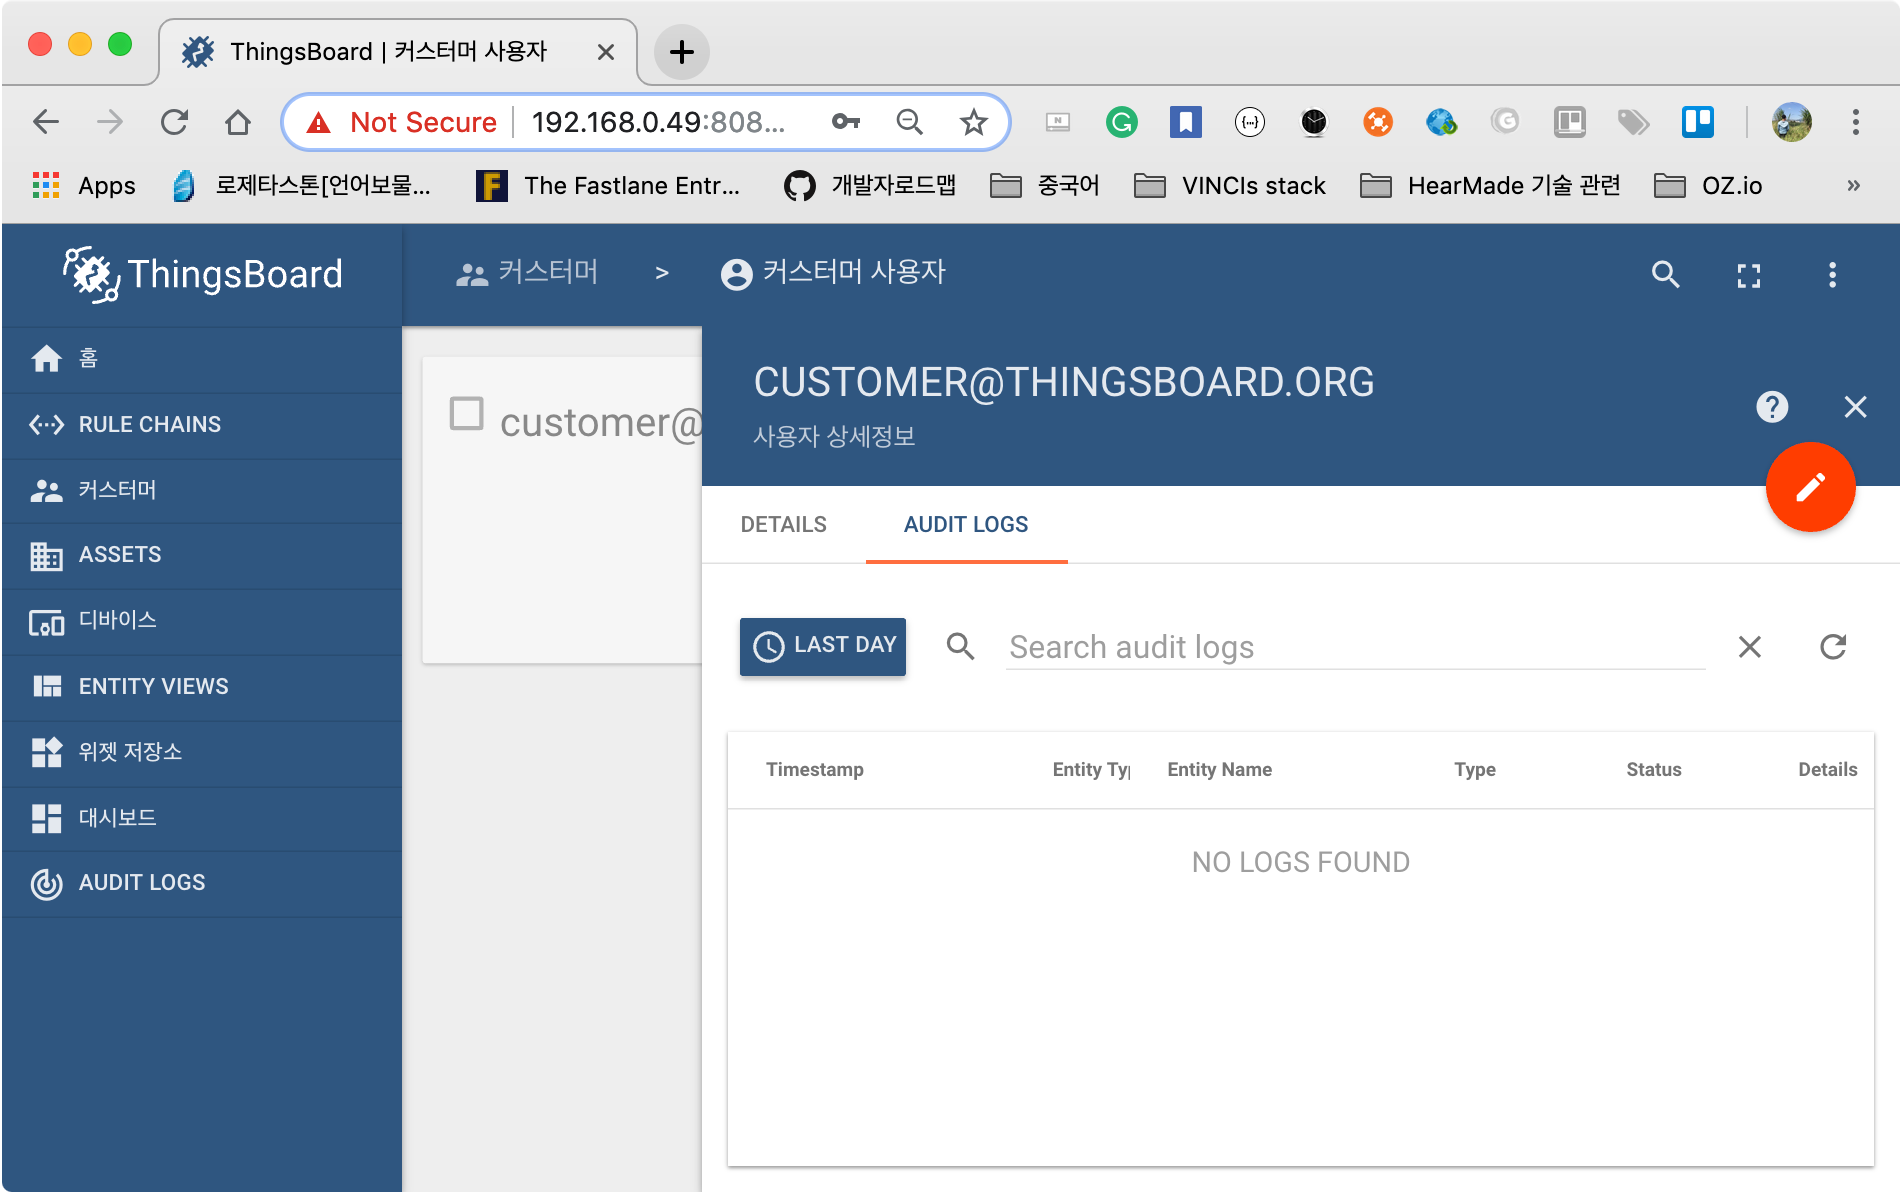 ThingsBoard | 커스터머 사용자
Not Secure 192.168.0.49:808...
Apps 로제타스톤[언어보물... The Fastlane Entr... 개발자로드맵 중국어 VINCIs stack HearMade 기술 관련 OZ.io »
ThingsBoard
커스터머 > 커스터머 사용자
홈
RULE CHAINS
커스터머
ASSETS
디바이스
ENTITY VIEWS
위젯 저장소
대시보드
AUDIT LOGS
customer@
CUSTOMER@THINGSBOARD.ORG
사용자 상세정보
DETAILS AUDIT LOGS
LAST DAY Search audit logs
Timestamp Entity Typ Entity Name Type Status Details
NO LOGS FOUND